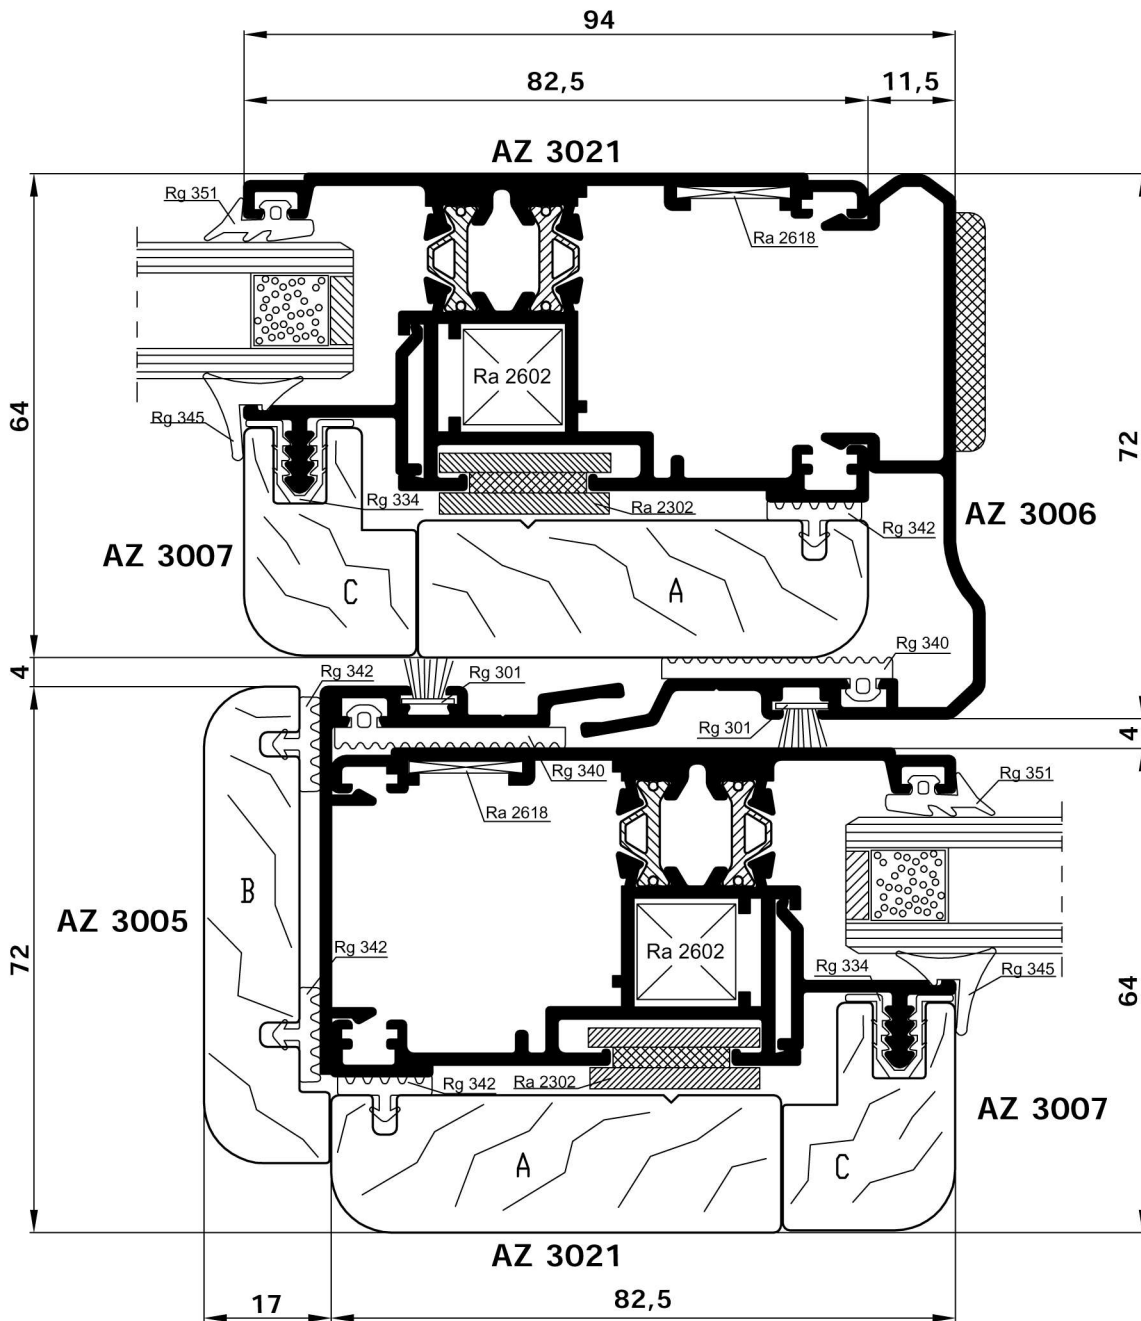 94
82,5
11,5
AZ 3021
Rg 351
Ra 2618
Ra 2602
64
72
Rg 345
Rg 334
Ra 2302
Rg 342
AZ 3006
AZ 3007
C
A
4
Rg 342
Rg 301
Rg 340
Rg 301
4
Rg 340
Rg 351
Ra 2618
B
AZ 3005
72
Rg 342
Ra 2602
Rg 334
Rg 345
64
Rg 342
Ra 2302
AZ 3007
A
C
AZ 3021
17
82,5